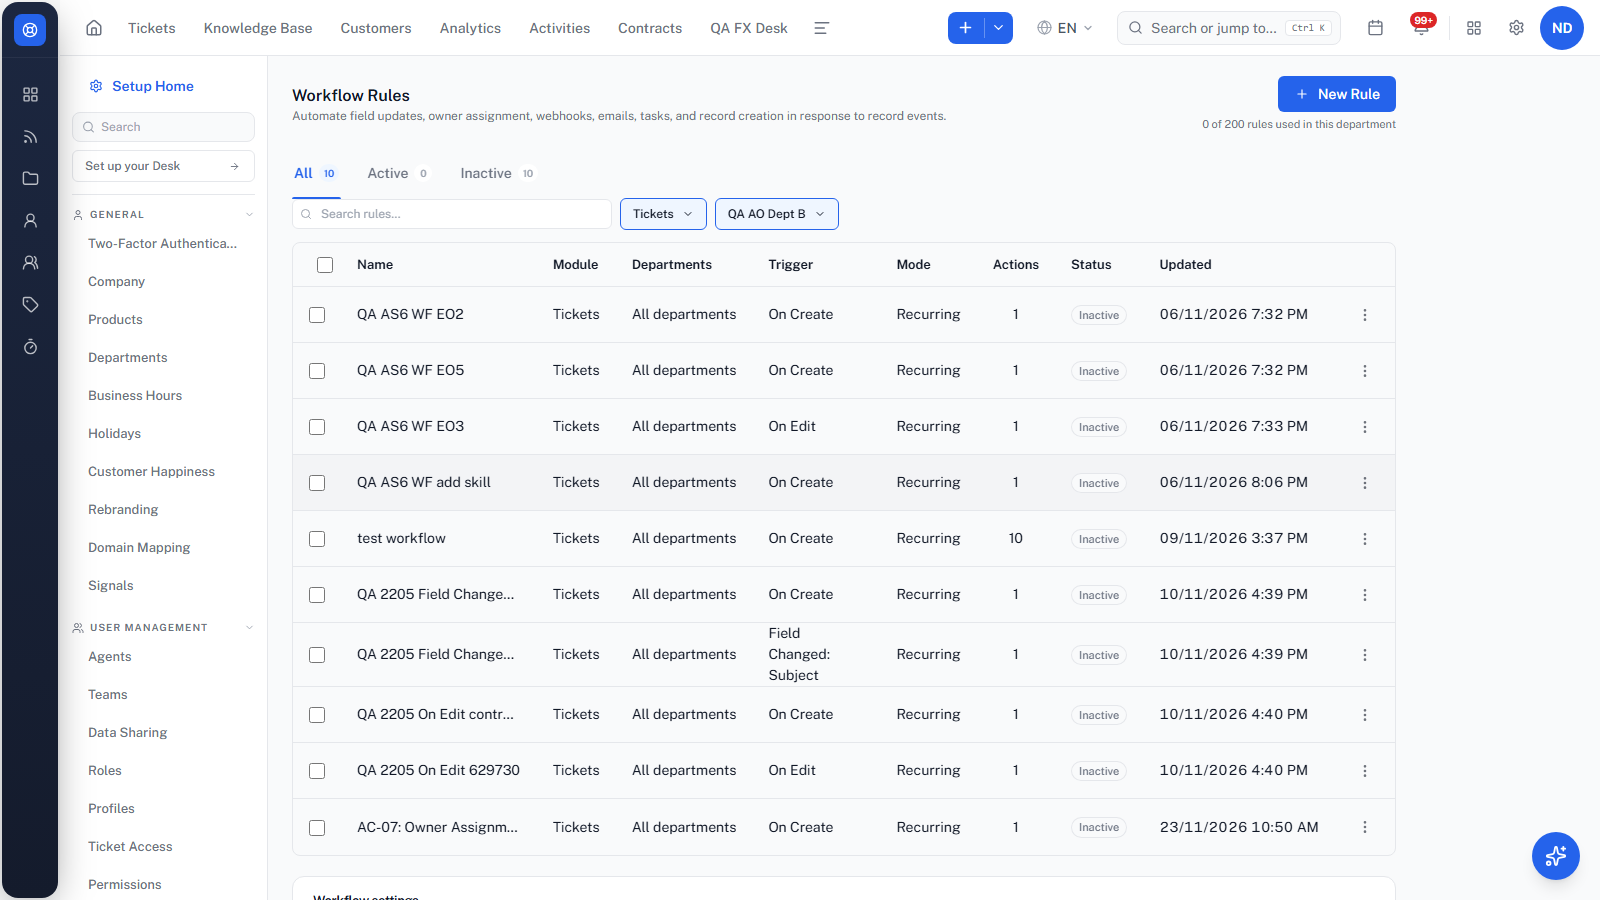 Tickets
Knowledge Base
Customers
Analytics
Activities
Contracts
QA FX Desk
EN
Search or jump to...
Ctrl K
99+
ND
Setup Home
Search
Set up your Desk
GENERAL
Two-Factor Authentica...
Company
Products
Departments
Business Hours
Holidays
Customer Happiness
Rebranding
Domain Mapping
Signals
USER MANAGEMENT
Agents
Teams
Data Sharing
Roles
Profiles
Ticket Access
Permissions
Workflow Rules
Automate field updates, owner assignment, webhooks, emails, tasks, and record creation in response to record events.
New Rule
0 of 200 rules used in this department
All 10
Active 0
Inactive 10
Search rules...
Tickets
QA AO Dept B
Name Module Departments Trigger Mode Actions Status Updated
QA AS6 WF EO2 Tickets All departments On Create Recurring 1 Inactive 06/11/2026 7:32 PM
QA AS6 WF EO5 Tickets All departments On Create Recurring 1 Inactive 06/11/2026 7:32 PM
QA AS6 WF EO3 Tickets All departments On Edit Recurring 1 Inactive 06/11/2026 7:33 PM
QA AS6 WF add skill Tickets All departments On Create Recurring 1 Inactive 06/11/2026 8:06 PM
test workflow Tickets All departments On Create Recurring 10 Inactive 09/11/2026 3:37 PM
QA 2205 Field Change... Tickets All departments On Create Recurring 1 Inactive 10/11/2026 4:39 PM
QA 2205 Field Change... Tickets All departments Field Changed: Subject Recurring 1 Inactive 10/11/2026 4:39 PM
QA 2205 On Edit contr... Tickets All departments On Create Recurring 1 Inactive 10/11/2026 4:40 PM
QA 2205 On Edit 629730 Tickets All departments On Edit Recurring 1 Inactive 10/11/2026 4:40 PM
AC-07: Owner Assignm... Tickets All departments On Create Recurring 1 Inactive 23/11/2026 10:50 AM
Workflow settings